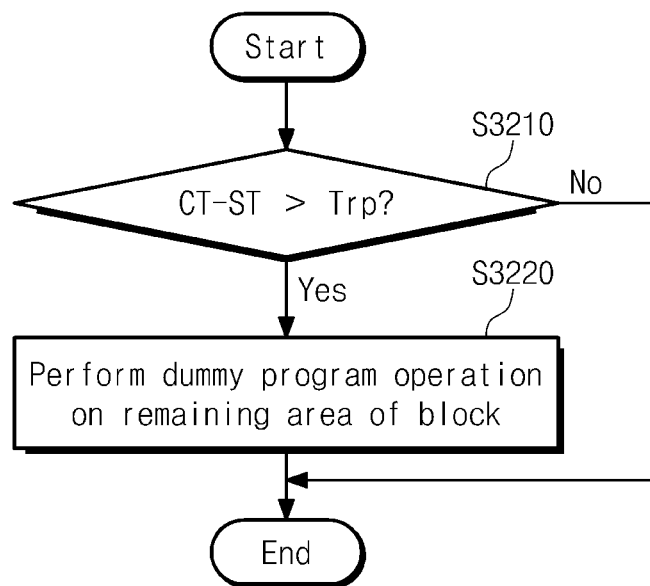 Start
S3210
CT-ST > Trp?
No
Yes
S3220
Perform dummy program operation
on remaining area of block
End